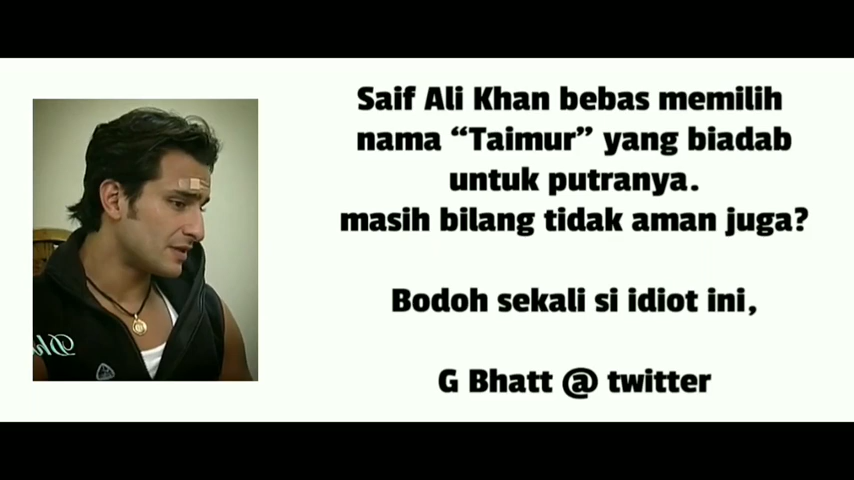 Saif Ali Khan bebas memilih
nama “Taimur” yang biadab
untuk putranya.
masih bilang tidak aman juga?
Bodoh sekali si idiot ini,
G Bhatt @ twitter